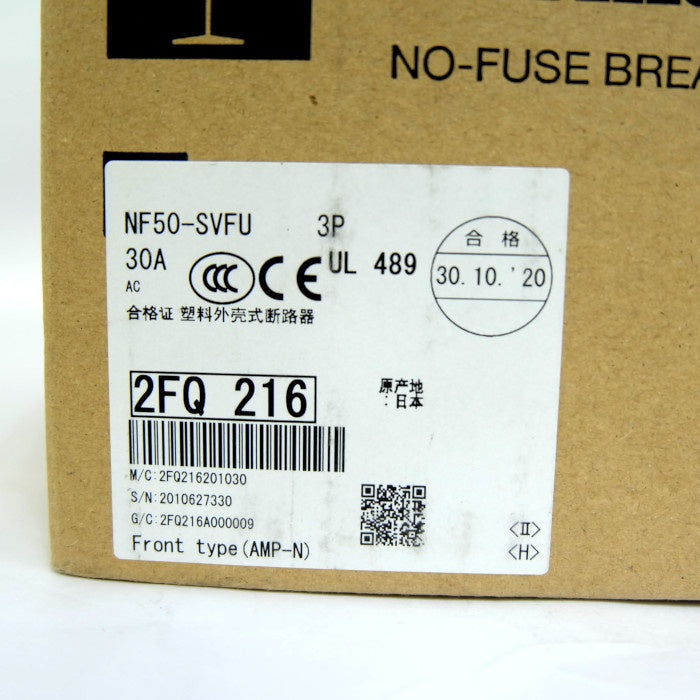 NO-FUSE
NF50-SVFU 3P
30A CCC CE UL 489
AC
合格
30.10.'20
合格证 塑料外壳式断路器
2FQ 216
原产地
:日本
M/C:2FQ216201030
S/N:2010627330
G/C:2FQ216A000009
Front type(AMP-N)
<II>
<H>